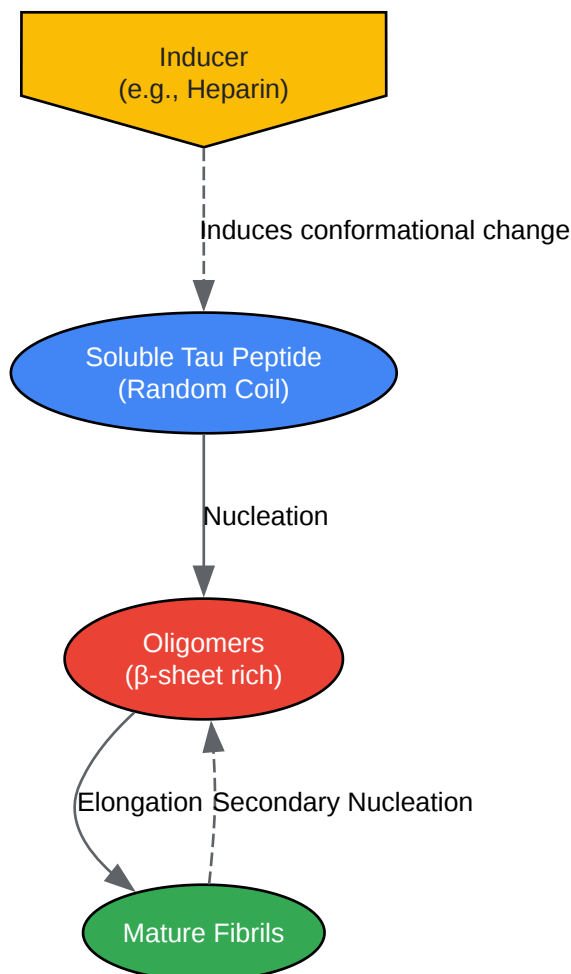 Inducer
(e.g., Heparin)
Induces conformational change
Soluble Tau Peptide
(Random Coil)
Nucleation
Oligomers
(β-sheet rich)
Elongation
Secondary Nucleation
Mature Fibrils